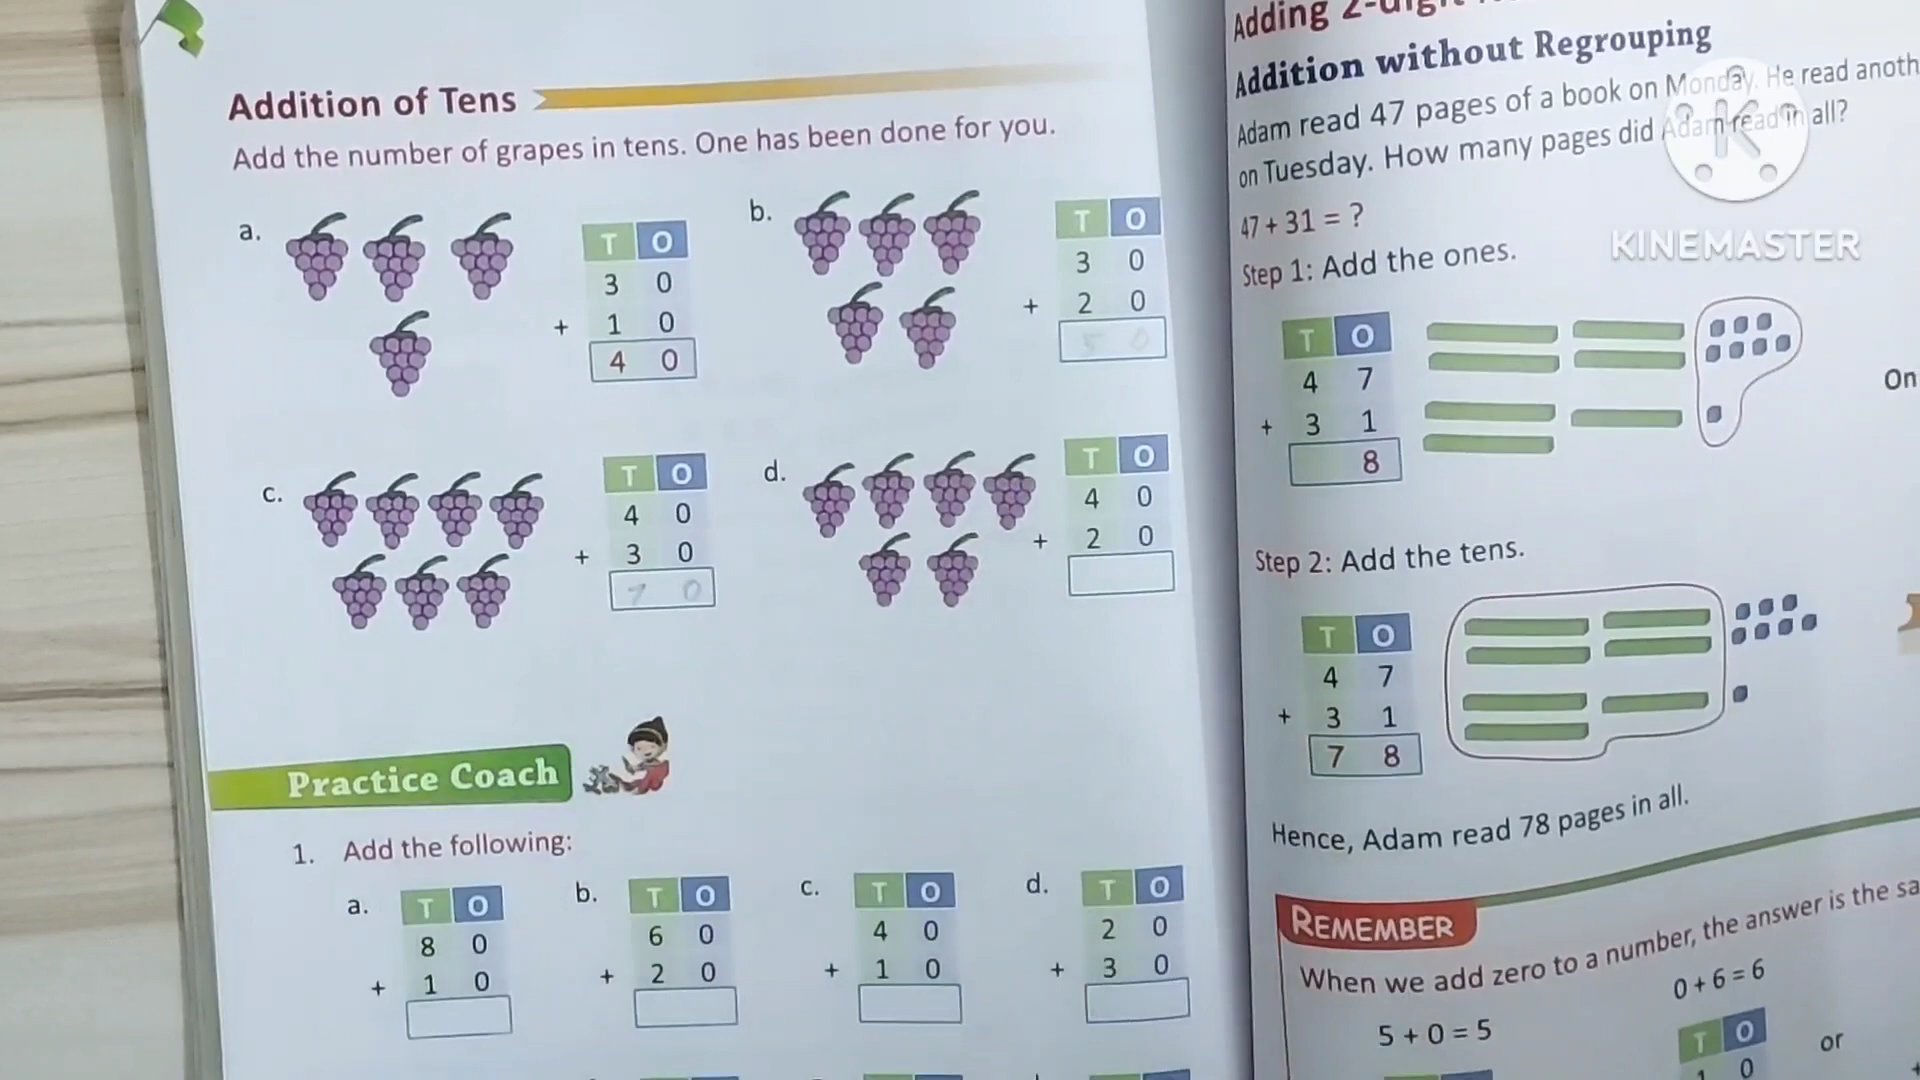 Addition of Tens
Add the number of grapes in tens. One has been done for you.
a.
T O
3 0
+ 1 0
4 0
b.
T O
3 0
+ 2 0
5 0
c.
T O
4 0
+ 3 0
7 0
d.
T O
4 0
+ 2 0
Practice Coach
1. Add the following:
a.
T O
8 0
+ 1 0
b.
T O
6 0
+ 2 0
c.
T O
4 0
+ 1 0
d.
T O
2 0
+ 3 0
Adding 2-digit
Addition without Regrouping
Adam read 47 pages of a book on Monday. He read
on Tuesday. How many pages did Adam read in all?
47 + 31 = ?
Step 1: Add the ones.
T O
4 7
+ 3 1
8
On
Step 2: Add the tens.
T O
4 7
+ 3 1
7 8
Hence, Adam read 78 pages in all.
REMEMBER
When we add zero to a number, the answer is the
0 + 6 = 6
5 + 0 = 5
T O
1 0
or
KINEMASTER